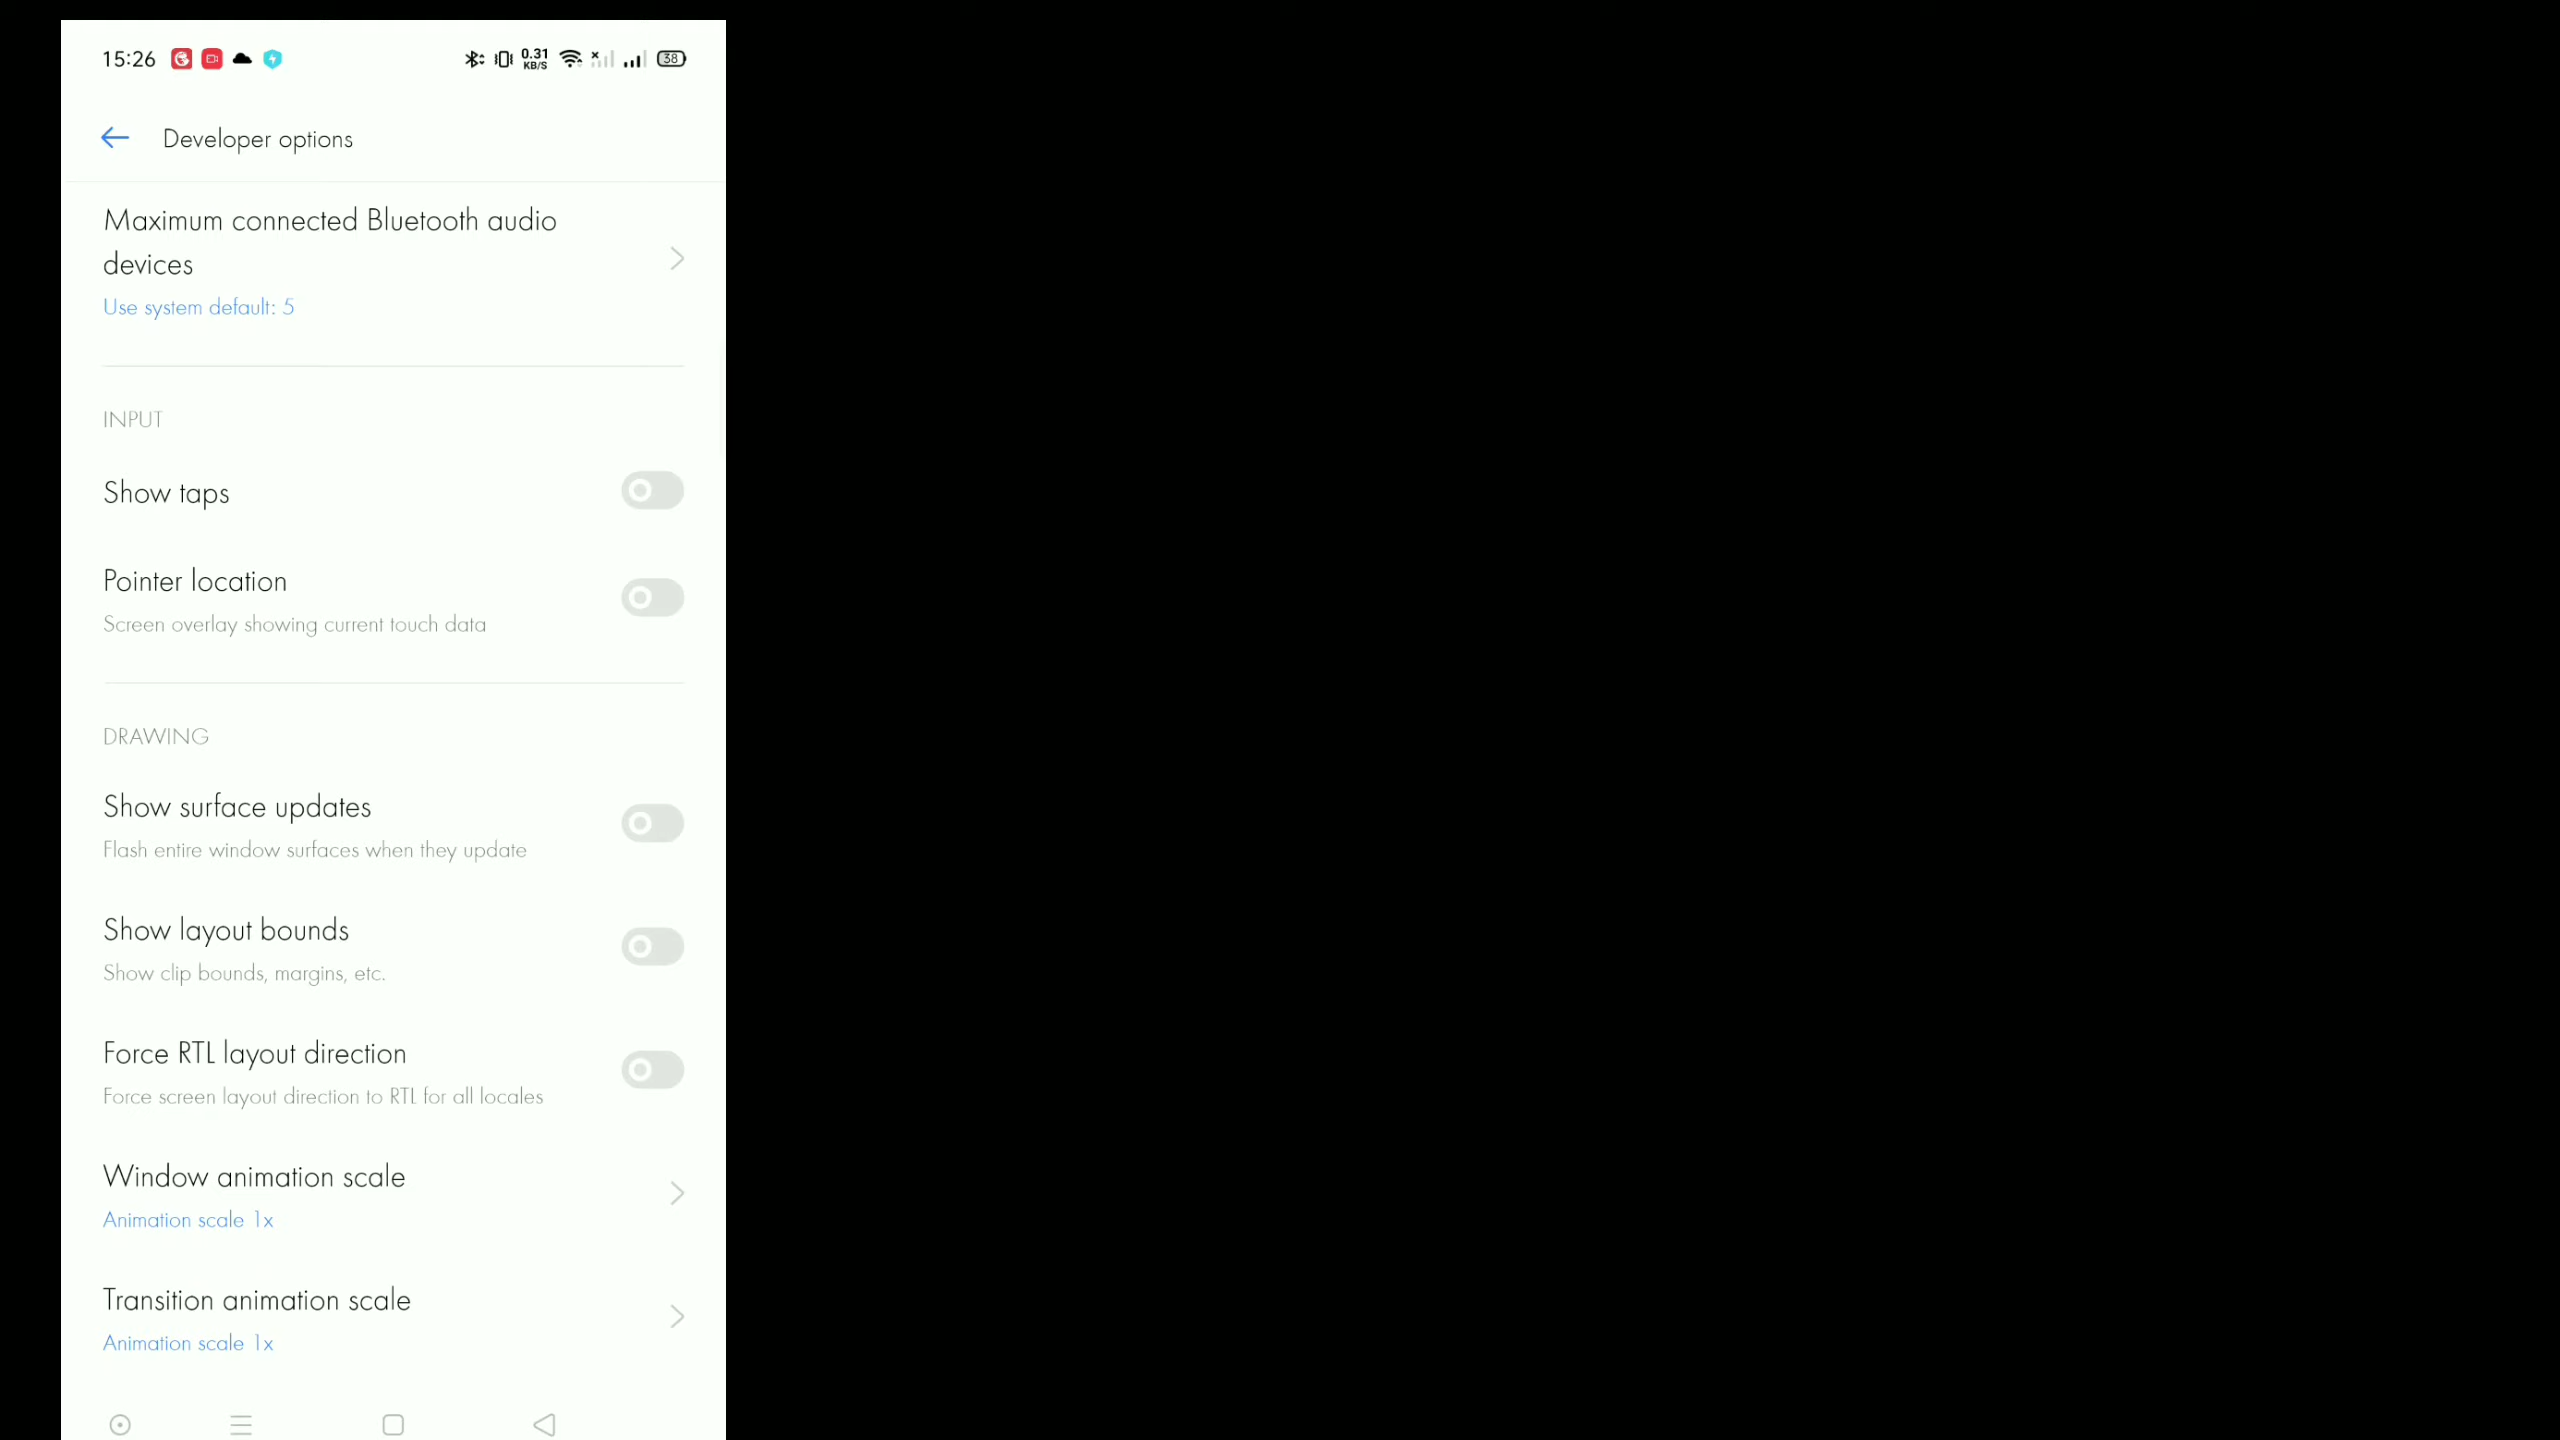 15:26 0.31 KB/S 38
Developer options
Maximum connected Bluetooth audio
devices
Use system default: 5
INPUT
Show taps
Pointer location
Screen overlay showing current touch data
DRAWING
Show surface updates
Flash entire window surfaces when they update
Show layout bounds
Show clip bounds, margins, etc.
Force RTL layout direction
Force screen layout direction to RTL for all locales
Window animation scale
Animation scale 1x
Transition animation scale
Animation scale 1x